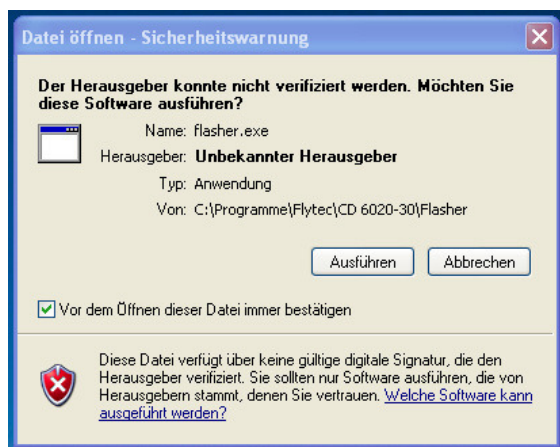 Datei öffnen - Sicherheitswarnung
Der Herausgeber konnte nicht verifiziert werden. Möchten Sie
diese Software ausführen?
Name: flasher.exe
Herausgeber: Unbekannter Herausgeber
Typ: Anwendung
Von: C:\Programme\Flytec\CD 6020-30\Flasher
Ausführen Abbrechen
Vor dem Öffnen dieser Datei immer bestätigen
Diese Datei verfügt über keine gültige digitale Signatur, die den
Herausgeber verifiziert. Sie sollten nur Software ausführen, die von
Herausgebern stammt, denen Sie vertrauen. Welche Software kann
ausgeführt werden?